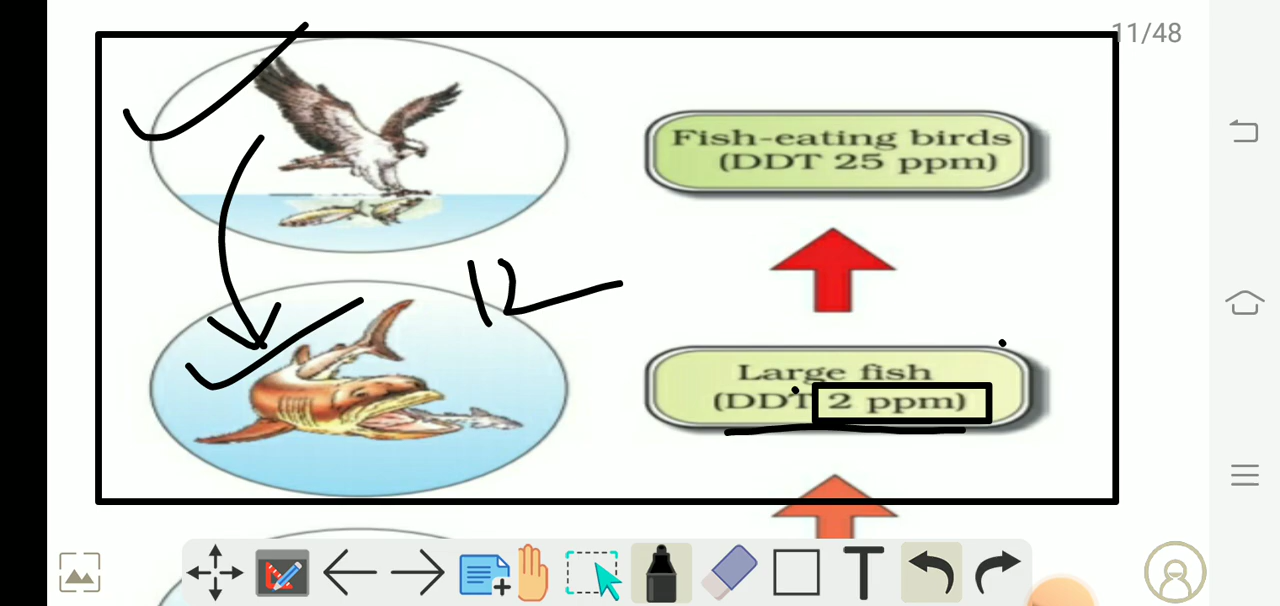 11/48
Fish-eating birds
(DDT 25 ppm)
12
Large fish
(DDT 2 ppm)
T